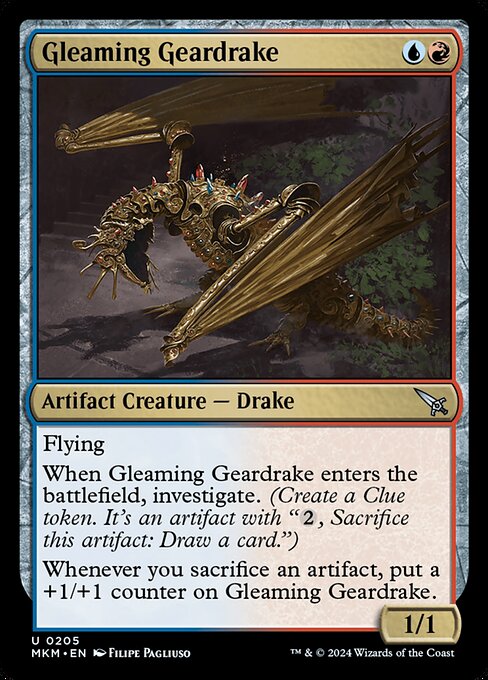 Gleaming Geardrake
Artifact Creature — Drake
Flying
When Gleaming Geardrake enters the
battlefield, investigate. (Create a Clue
token. It's an artifact with “2, Sacrifice
this artifact: Draw a card.”)
Whenever you sacrifice an artifact, put a
+1/+1 counter on Gleaming Geardrake.
1/1
U 0205
MKM • EN Filipe Pagliuso
™ & © 2024 Wizards of the Coast